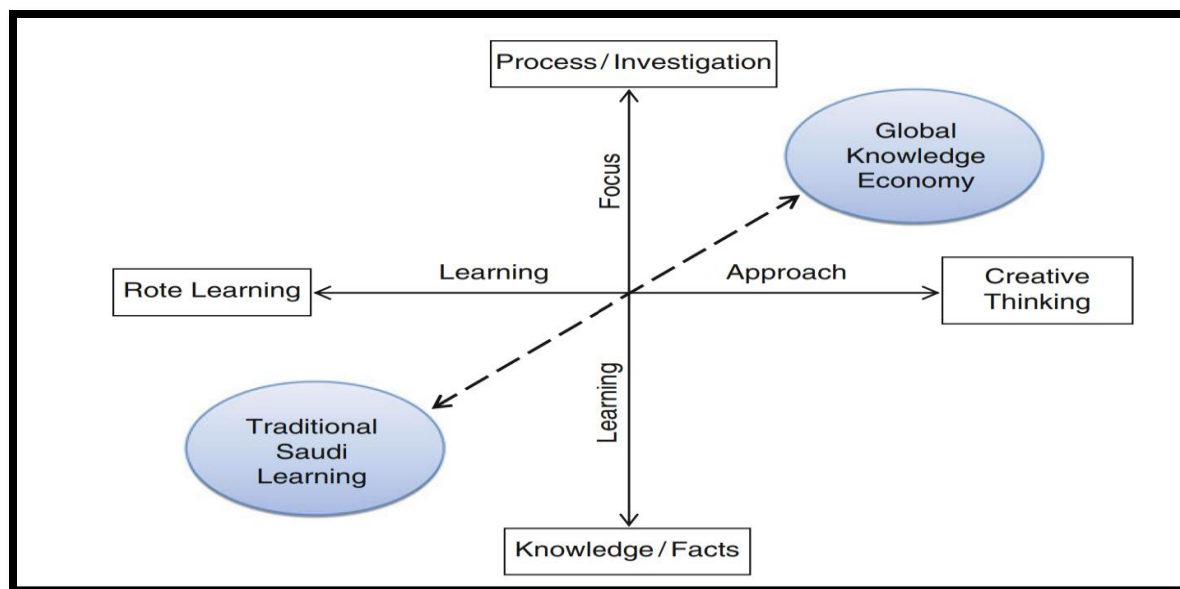 Process / Investigation
Global
Knowledge
Economy
Focus
Learning
Approach
Rote Learning
Creative
Thinking
Learning
Traditional
Saudi
Learning
Knowledge / Facts